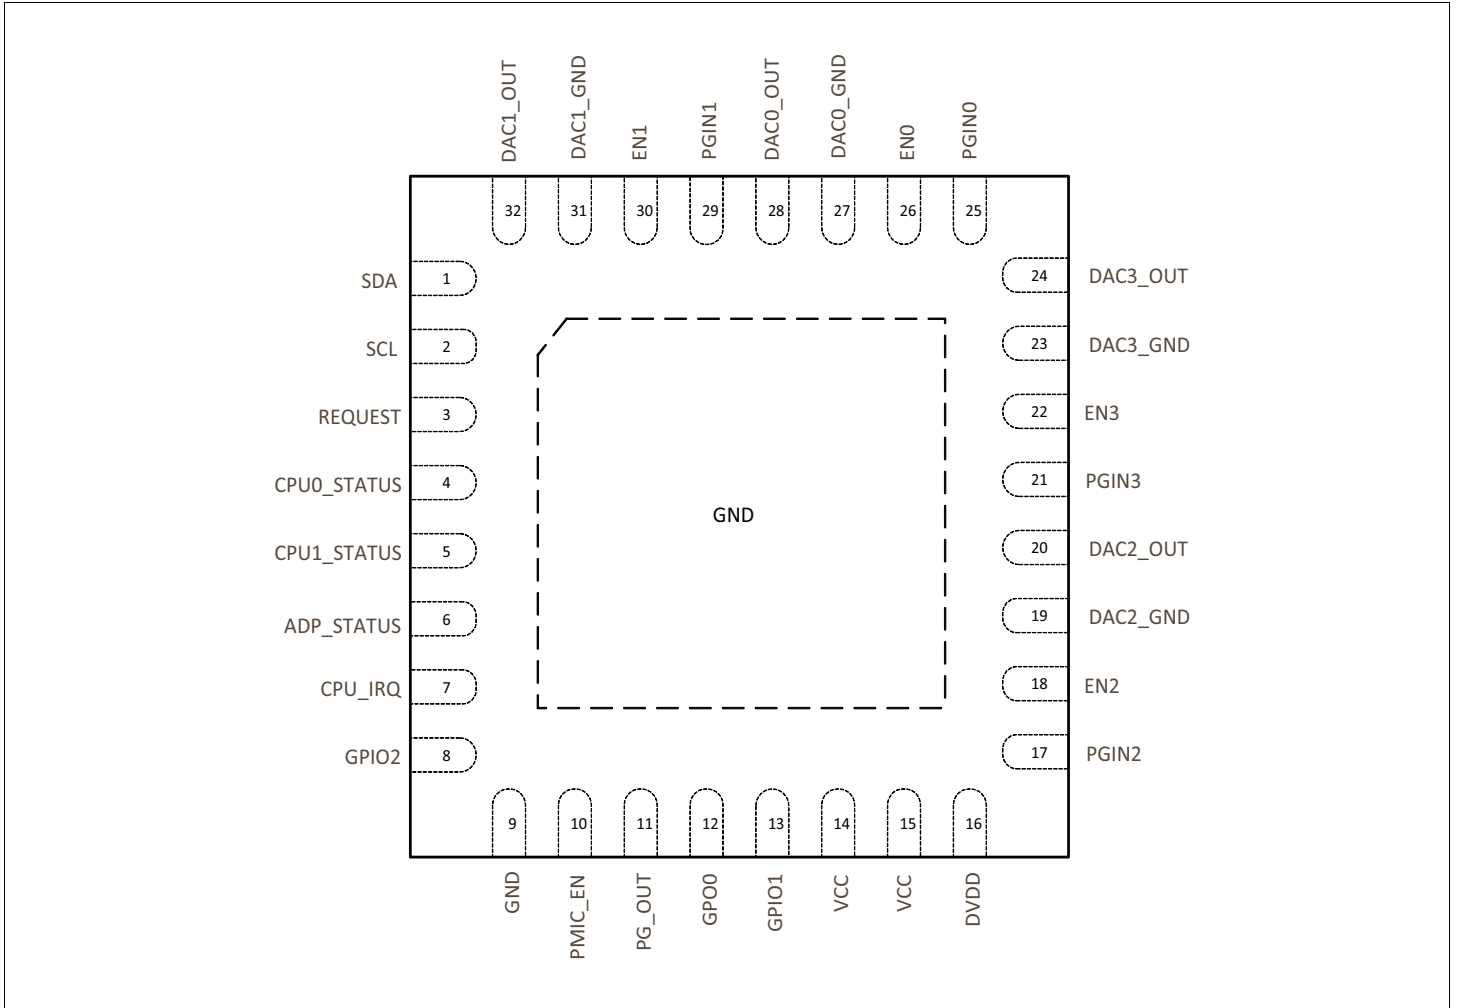 DAC1_OUT
DAC1_GND
EN1
PGIN1
DAC0_OUT
DAC0_GND
EN0
PGIN0
32
31
30
29
28
27
26
25
SDA
1
24
DAC3_OUT
SCL
2
23
DAC3_GND
REQUEST
3
22
EN3
CPU0_STATUS
4
21
PGIN3
GND
CPU1_STATUS
5
20
DAC2_OUT
ADP_STATUS
6
19
DAC2_GND
CPU_IRQ
7
18
EN2
GPIO2
8
17
PGIN2
9
10
11
12
13
14
15
16
GND
PMIC_EN
PG_OUT
GPO0
GPIO1
VCC
VCC
DVDD